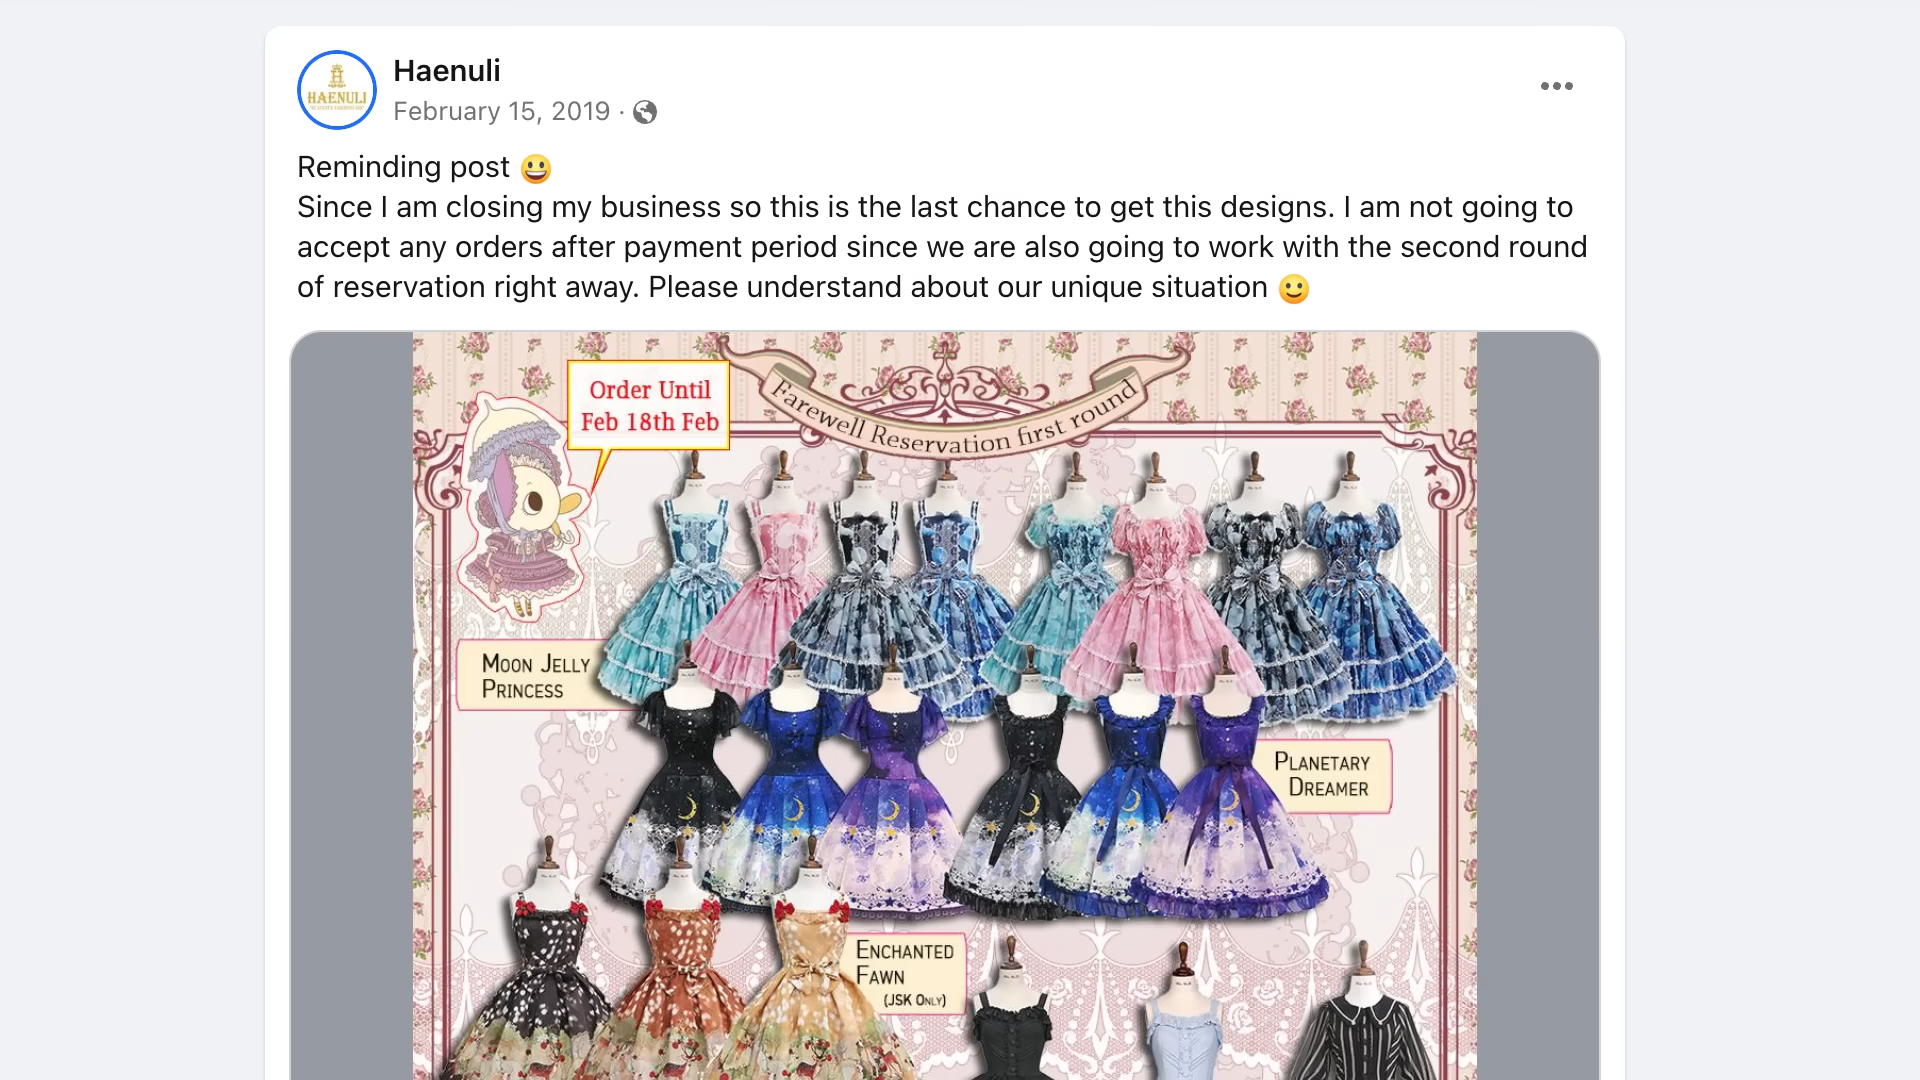 HAENULI
Haenuli
February 15, 2019 ·
Reminding post 😀
Since I am closing my business so this is the last chance to get this designs. I am not going to
accept any orders after payment period since we are also going to work with the second round
of reservation right away. Please understand about our unique situation 🙂
Order Until
Feb 18th Feb
Farewell Reservation first round
MOON JELLY
PRINCESS
PLANETARY
DREAMER
ENCHANTED
FAWN
(JSK ONLY)